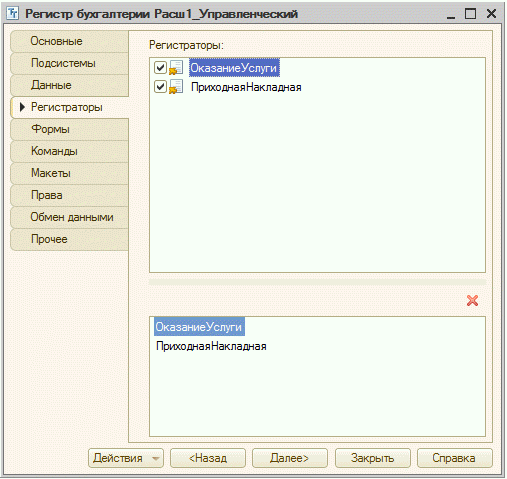 Регистр бухгалтерии Расш1_Управленческий
Основные
Подсистемы
Данные
Регистраторы
Формы
Команды
Макеты
Права
Обмен данными
Прочее
Регистраторы:
ОказаниеУслуги
ПриходнаяНакладная
ОказаниеУслуги
ПриходнаяНакладная
Действия
<Назад
Далее>
Закрыть
Справка